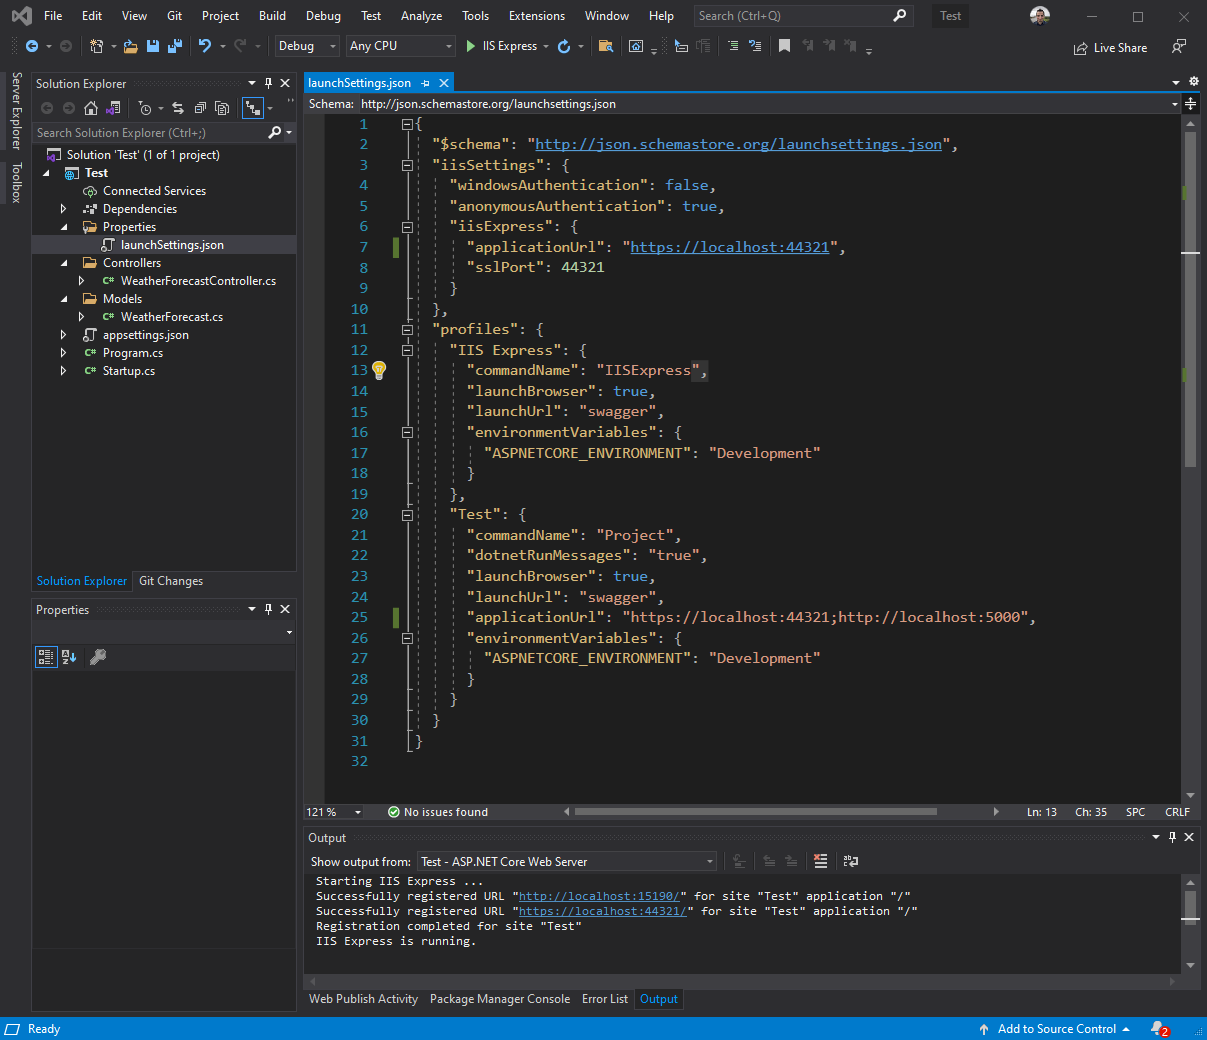 File Edit View Git Project Build Debug Test Analyze Tools Extensions Window Help Search (Ctrl+Q) Test
Debug Any CPU IIS Express Live Share
Server Explorer
Toolbox
Solution Explorer
Search Solution Explorer (Ctrl+;)
Solution 'Test' (1 of 1 project)
Test
Connected Services
Dependencies
Properties
launchSettings.json
Controllers
C# WeatherForecastController.cs
Models
C# WeatherForecast.cs
appsettings.json
C# Program.cs
C# Startup.cs
Solution Explorer Git Changes
Properties
launchSettings.json
Schema: http://json.schemastore.org/launchsettings.json
1 {
2 "$schema": "http://json.schemastore.org/launchsettings.json",
3 "iisSettings": {
4 "windowsAuthentication": false,
5 "anonymousAuthentication": true,
6 "iisExpress": {
7 "applicationUrl": "https://localhost:44321",
8 "sslPort": 44321
9 }
10 },
11 "profiles": {
12 "IIS Express": {
13 "commandName": "IISExpress",
14 "launchBrowser": true,
15 "launchUrl": "swagger",
16 "environmentVariables": {
17 "ASPNETCORE_ENVIRONMENT": "Development"
18 }
19 },
20 "Test": {
21 "commandName": "Project",
22 "dotnetRunMessages": "true",
23 "launchBrowser": true,
24 "launchUrl": "swagger",
25 "applicationUrl": "https://localhost:44321;http://localhost:5000",
26 "environmentVariables": {
27 "ASPNETCORE_ENVIRONMENT": "Development"
28 }
29 }
30 }
31 }
32
121 % No issues found Ln: 13 Ch: 35 SPC CRLF
Output
Show output from: Test - ASP.NET Core Web Server
Starting IIS Express ...
Successfully registered URL "http://localhost:15190/" for site "Test" application "/"
Successfully registered URL "https://localhost:44321/" for site "Test" application "/"
Registration completed for site "Test"
IIS Express is running.
Web Publish Activity Package Manager Console Error List Output
Ready Add to Source Control 2